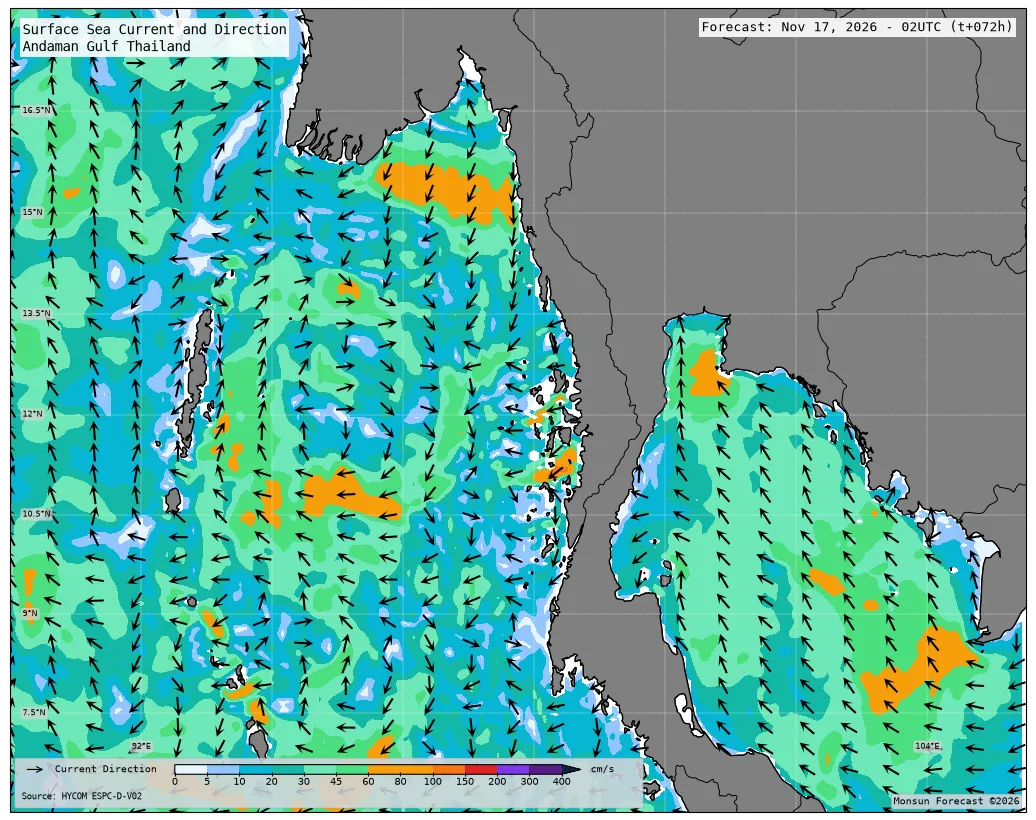 Surface Sea Current and Direction
Andaman Gulf Thailand
Forecast: Nov 17, 2026 - 02UTC (t+072h)
16.5°N
15°N
13.5°N
12°N
10.5°N
9°N
7.5°N
92°E
104°E
Current Direction
0 5 10 20 30 45 60 80 100 150 200 300 400 cm/s
Source: HYCOM ESPC-D-V02
Monsun Forecast ©2026